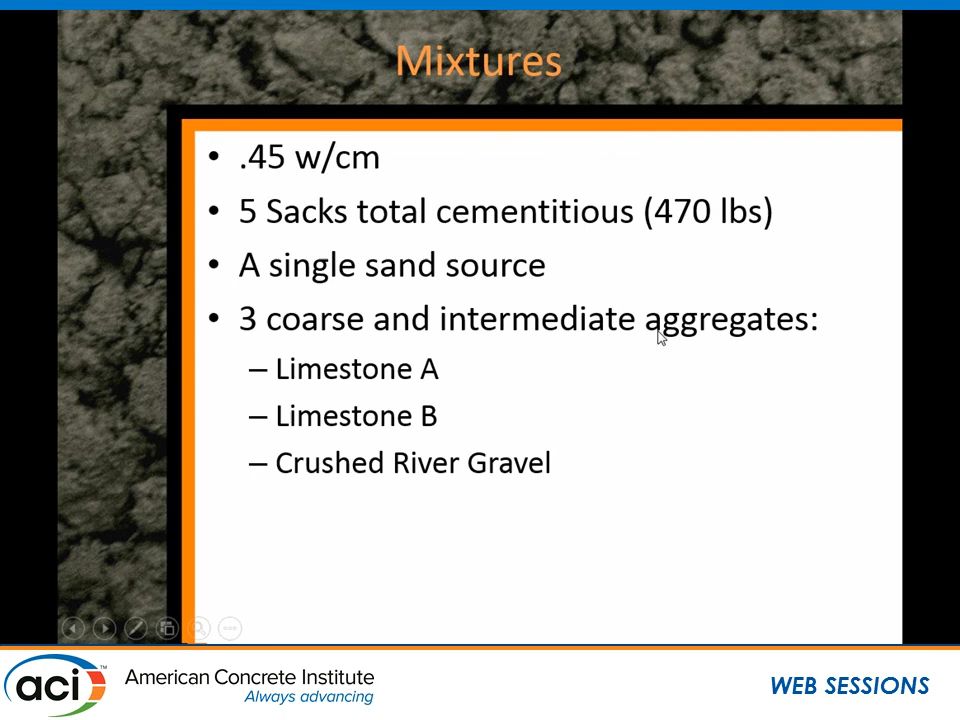 Mixtures
• .45 w/cm
• 5 Sacks total cementitious (470 lbs)
• A single sand source
• 3 coarse and intermediate aggregates:
– Limestone A
– Limestone B
– Crushed River Gravel
aci™
American Concrete Institute
Always advancing
WEB SESSIONS